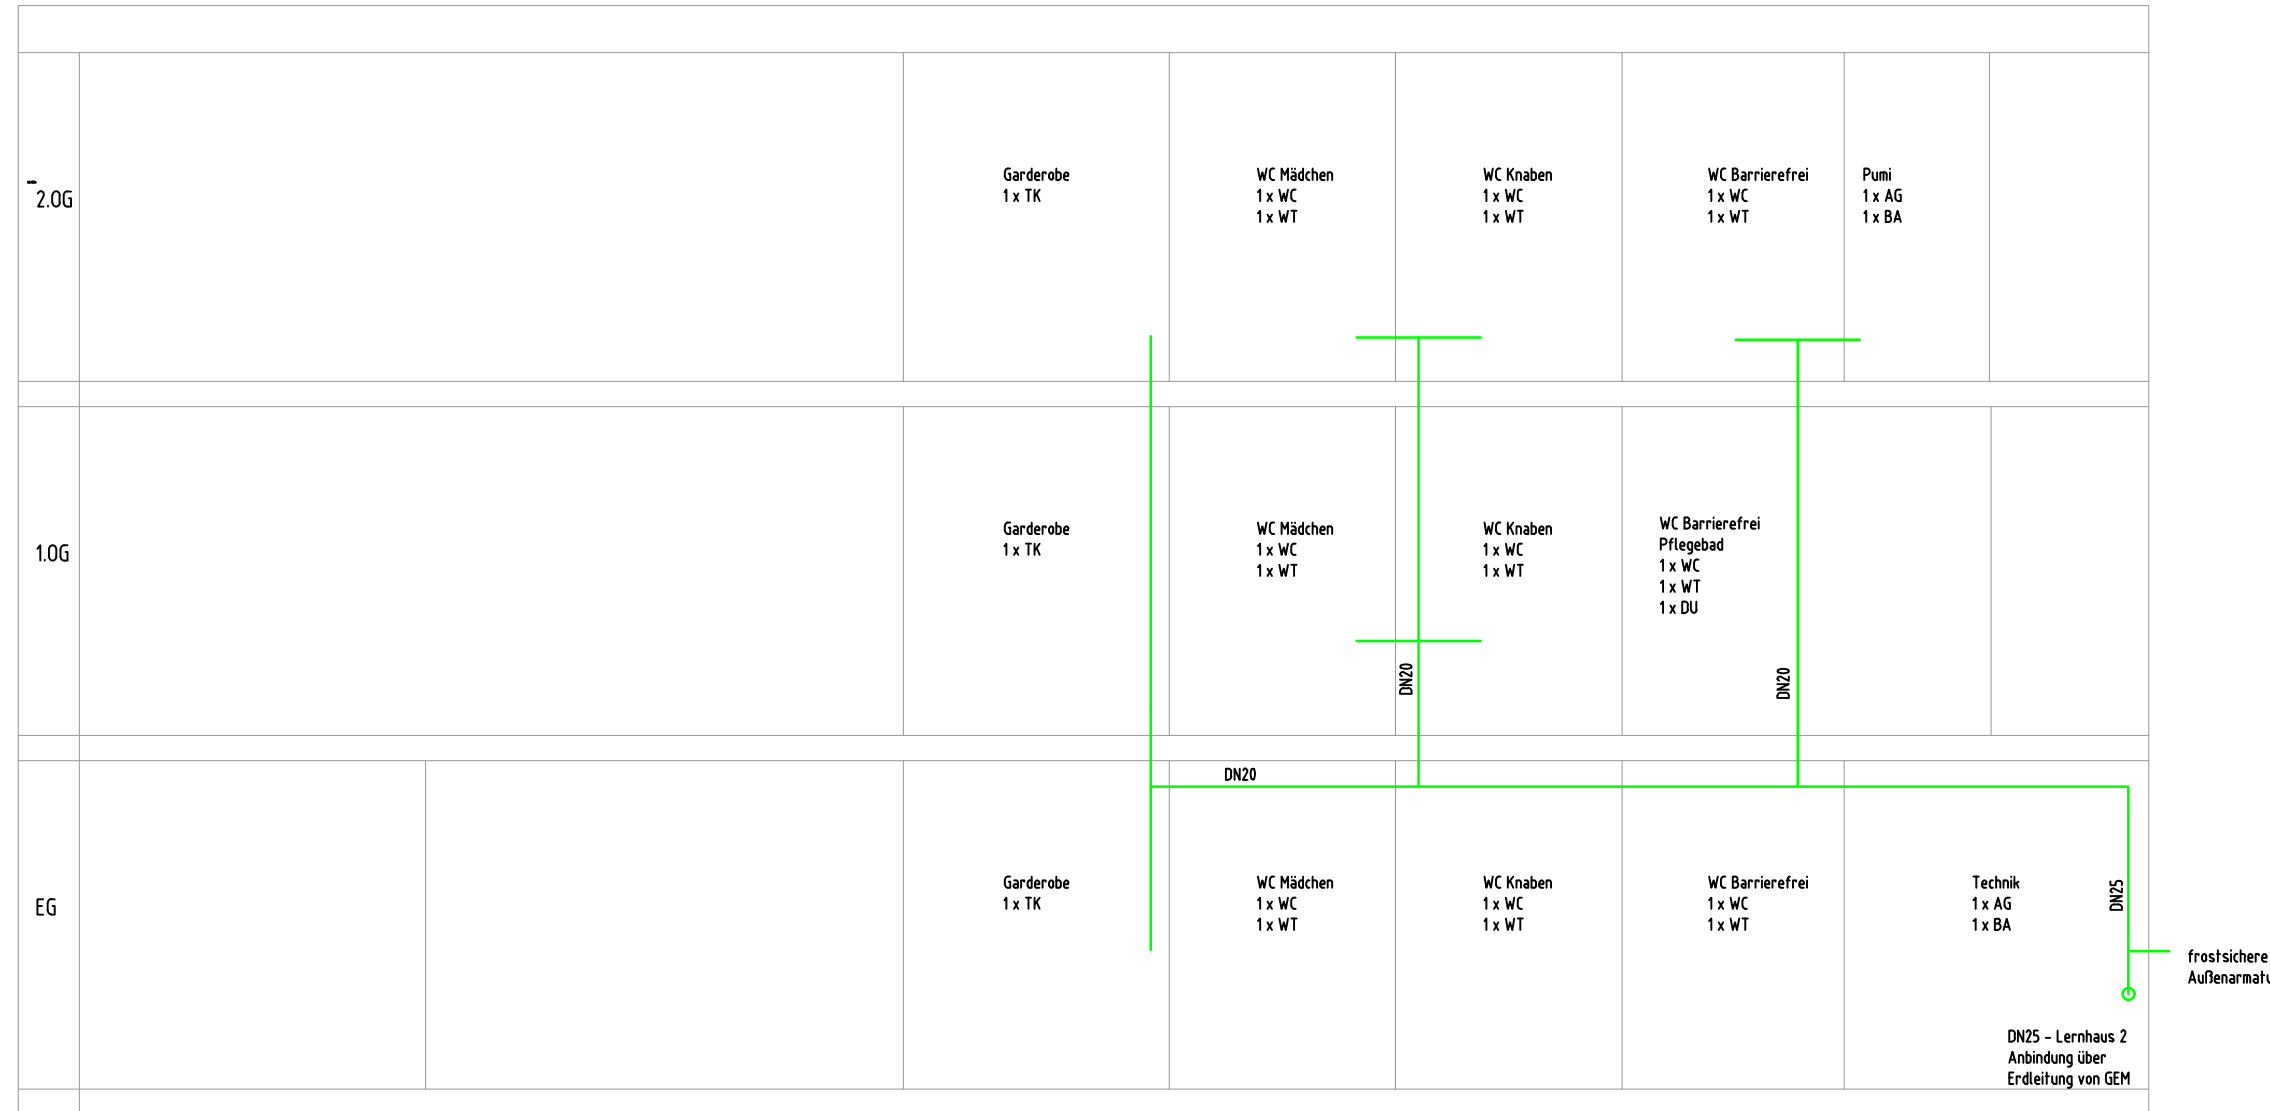 2.OG
Garderobe
1 x TK
WC Mädchen
1 x WC
1 x WT
WC Knaben
1 x WC
1 x WT
WC Barrierefrei
1 x WC
1 x WT
Pumi
1 x AG
1 x BA
1.OG
Garderobe
1 x TK
WC Mädchen
1 x WC
1 x WT
WC Knaben
1 x WC
1 x WT
WC Barrierefrei
Pflegebad
1 x WC
1 x WT
1 x DU
DN20
DN20
DN20
EG
Garderobe
1 x TK
WC Mädchen
1 x WC
1 x WT
WC Knaben
1 x WC
1 x WT
WC Barrierefrei
1 x WC
1 x WT
Technik
1 x AG
1 x BA
DN25
frostsichere
Außenarmatu
DN25 - Lernhaus 2
Anbindung über
Erdleitung von GEM